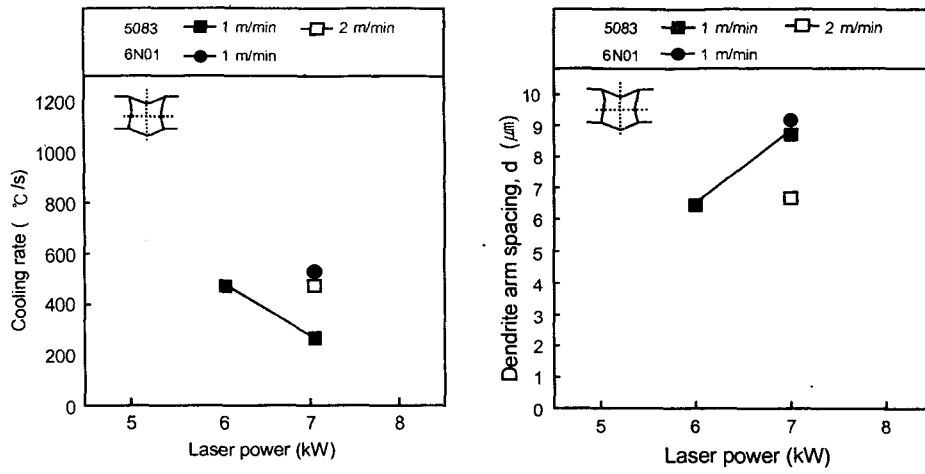 5083 1 m/min 2 m/min
6N01 1 m/min
1200
1000
800
600
400
200
0
Cooling rate ( ℃/s)
5 6 7 8
Laser power (kW)
5083 1 m/min 2 m/min
6N01 1 m/min
10
9
8
7
6
5
4
3
2
1
0
Dendrite arm spacing, d (㎛)
5 6 7 8
Laser power (kW)